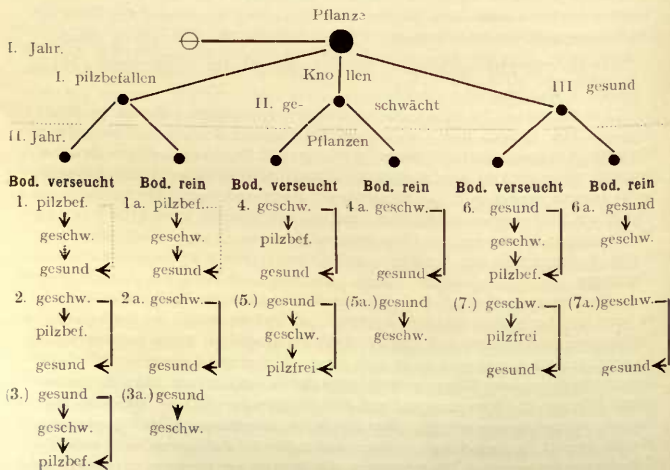 Pflanze
I. Jahr.
I. pilzbefallen Knollen III gesund
II. ge- schwächt
II. Jahr. Pflanzen
Bod. verseucht Bod. rein Bod. verseucht Bod. rein Bod. verseucht Bod. rein
1. pilzbef. 1a. pilzbef. 4. geschw. 4a. geschw. 6. gesund 6a. gesund
geschw. geschw. pilzbef. geschw. geschw.
gesund gesund gesund gesund pilzbef.
2. geschw. 2a. geschw. (5.) gesund (5a.) gesund (7.) geschw. (7a.) geschw.
pilzbef. geschw. geschw. pilzfrei
gesund gesund pilzfrei gesund gesund
(3.) gesund (3a.) gesund
geschw. geschw.
pilzbef.